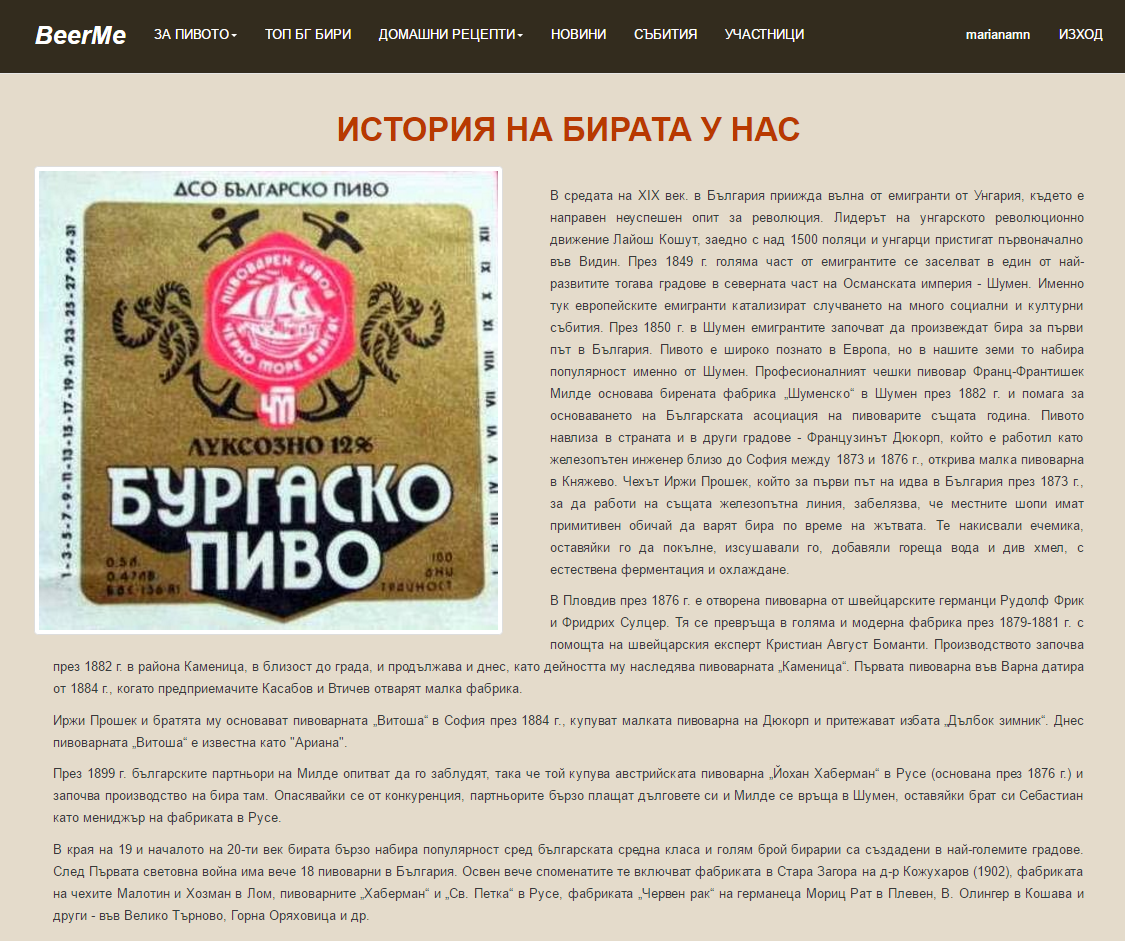 BeerMe ЗА ПИВОТО ТОП БГ БИРИ ДОМАШНИ РЕЦЕПТИ НОВИНИ СЪБИТИЯ УЧАСТНИЦИ marianamn ИЗХОД
ИСТОРИЯ НА БИРАТА У НАС
ДСО БЪЛГАРСКО ПИВО
1-3-5-7-9-11-13-15-17-19-21-23-25-27-29-31
ПИВОВАРЕН ЗАВОД
ЧЕРНО МОРЕ БУРГАС
ЧМ
ЛУКСОЗНО 12%
БУРГАСКО
ПИВО
I II III IV V VI VII VIII IX X XI XII
В средата на XIX век. в България прииждa вълна от емигранти от Унгария, където е
направен неуспешен опит за революция. Лидерът на унгарското революционно
движение Лайош Кошут, заедно с над 1500 поляци и унгарци пристигат първоначално
във Видин. През 1849 г. голяма част от емигрантите се заселват в един от най-
развитите тогава градове в северната част на Османската империя - Шумен. Именно
тук европейските емигранти катализират случването на много социални и културни
събития. През 1850 г. в Шумен емигрантите започват да произвеждат бира за първи
път в България. Пивото е широко познато в Европа, но в нашите земи то набира
популярност именно от Шумен. Професионалният чешки пивовар Франц-Франтишек
Милде основава бирената фабрика „Шуменско“ в Шумен през 1882 г. и помага за
основаването на Българската асоциация на пивоварите същата година. Пивото
навлиза в страната и в други градове - Французинът Дюкорп, който е работил като
железопътен инженер близо до София между 1873 и 1876 г., открива малка пивоварна
в Княжево. Чехът Иржи Прошек, който за първи път на идва в България през 1873 г.,
за да работи на същата железопътна линия, забелязва, че местните шопи имат
примитивен обичай да варят бира по време на жътвата. Те накисвали ечемика,
оставяйки го да покълне, изсушавали го, добавяли гореща вода и див хмел, с
естествена ферментация и охлаждане.
В Пловдив през 1876 г. е отворена пивоварна от швейцарските германци Рудолф Фрик
и Фридрих Сулцер. Тя се превръща в голяма и модерна фабрика през 1879-1881 г. с
помощта на швейцарския експерт Кристиан Август Боманти. Производството започва
през 1882 г. в района Каменица, в близост до града, и продължава и днес, като дейността му наследява пивоварната „Каменица“. Първата пивоварна във Варна датира
от 1884 г., когато предприемачите Касабов и Втичев отварят малка фабрика.
Иржи Прошек и братята му основават пивоварната „Витоша“ в София през 1884 г., купуват малката пивоварна на Дюкорп и притежават избата „Дълбок зимник“. Днес
пивоварната „Витоша“ е известна като "Ариана".
През 1899 г. българските партньори на Милде опитват да го заблудят, така че той купува австрийската пивоварна „Йохан Хаберман“ в Русе (основана през 1876 г.) и
започва производство на бира там. Опасявайки се от конкуренция, партньорите бързо плащат дълговете си и Милде се връща в Шумен, оставяйки брат си Себастиан
като мениджър на фабриката в Русе.
В края на 19 и началото на 20-ти век бирата бързо набира популярност сред българската средна класа и голям брой бирарии са създадени в най-големите градове.
След Първата световна война има вече 18 пивоварни в България. Освен вече споменатите те включват фабриката в Стара Загора на д-р Кожухаров (1902), фабриката
на чехите Малотин и Хозман в Лом, пивоварните „Хаберман“ и „Св. Петка“ в Русе, фабриката „Червен рак“ на германеца Мориц Рат в Плевен, В. Олингер в Кошава и
други - във Велико Търново, Горна Оряховица и др.